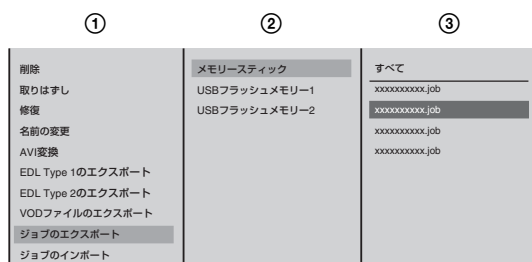 ①
②
③
削除
取りはずし
修復
名前の変更
AVI変換
EDL Type 1のエクスポート
EDL Type 2のエクスポート
VODファイルのエクスポート
ジョブのエクスポート
ジョブのインポート
メモリースティック
USBフラッシュメモリー1
USBフラッシュメモリー2
すべて
xxxxxxxxxx.job
xxxxxxxxxx.job
xxxxxxxxxx.job
xxxxxxxxxx.job